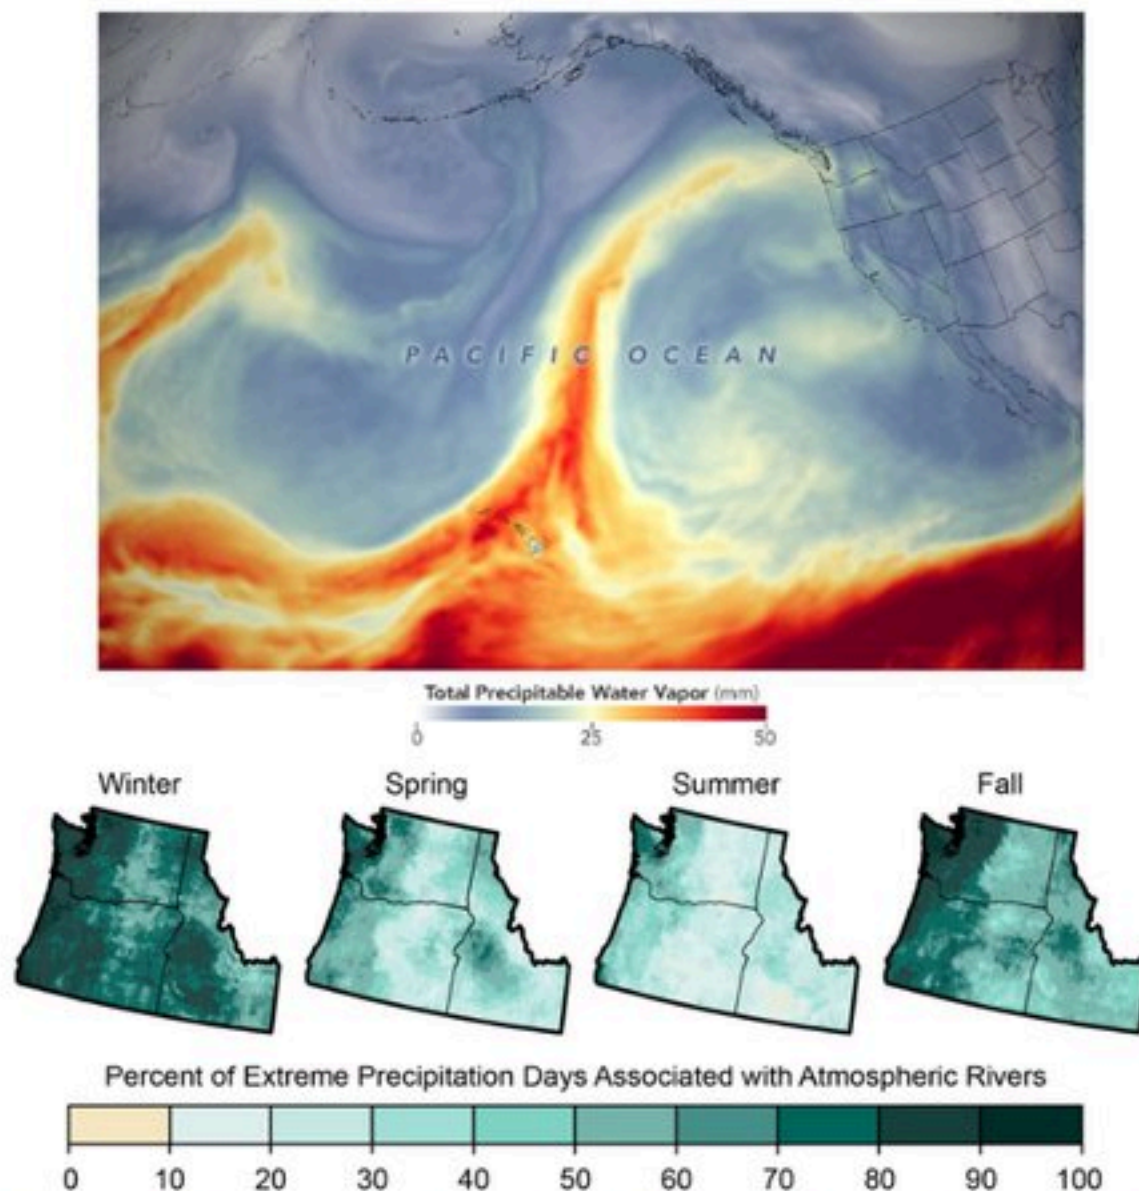 PACIFIC OCEAN
Total Precipitable Water Vapor (mm)
0 25 50
Winter Spring Summer Fall
Percent of Extreme Precipitation Days Associated with Atmospheric Rivers
0 10 20 30 40 50 60 70 80 90 100